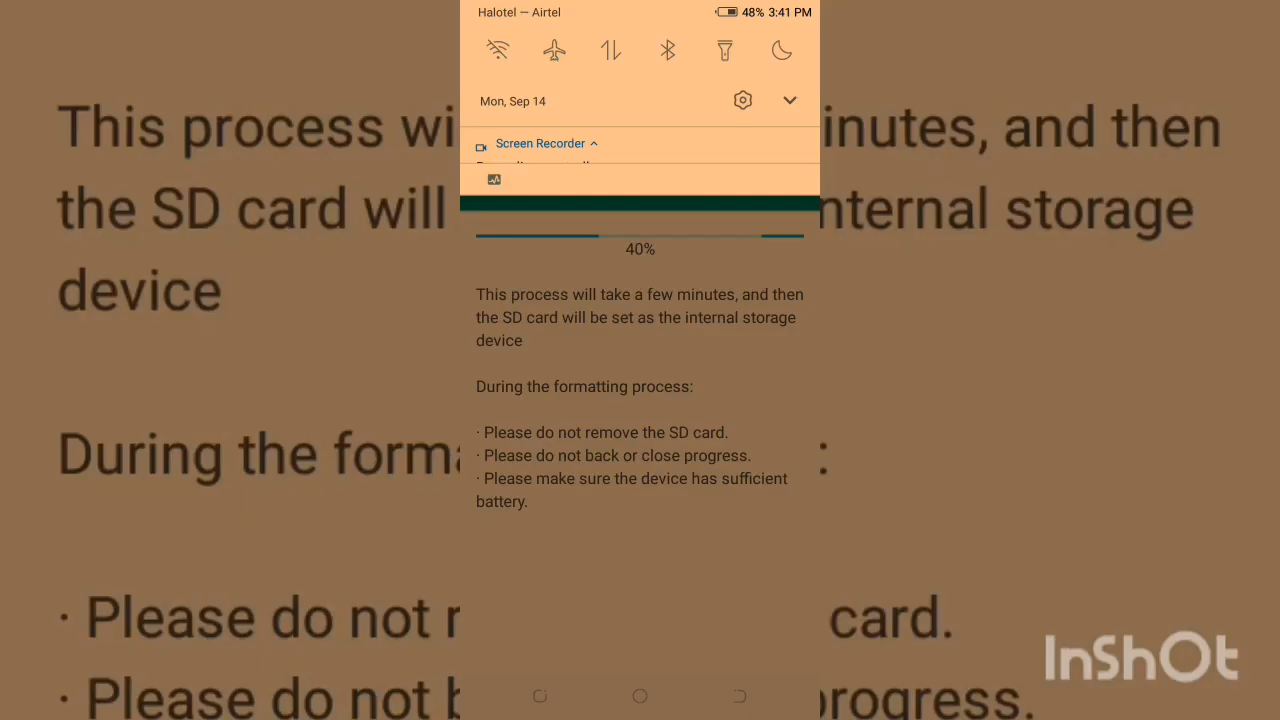 Halotel — Airtel 48% 3:41 PM
Mon, Sep 14
Screen Recorder
40%
This process will take a few minutes, and then
the SD card will be set as the internal storage
device
During the formatting process:
· Please do not remove the SD card.
· Please do not back or close progress.
· Please make sure the device has sufficient
battery.
This process wi
inutes, and then
the SD card will
nternal storage
device
During the forma
:
· Please do not r
card.
· Please do not b
progress.
InShOt